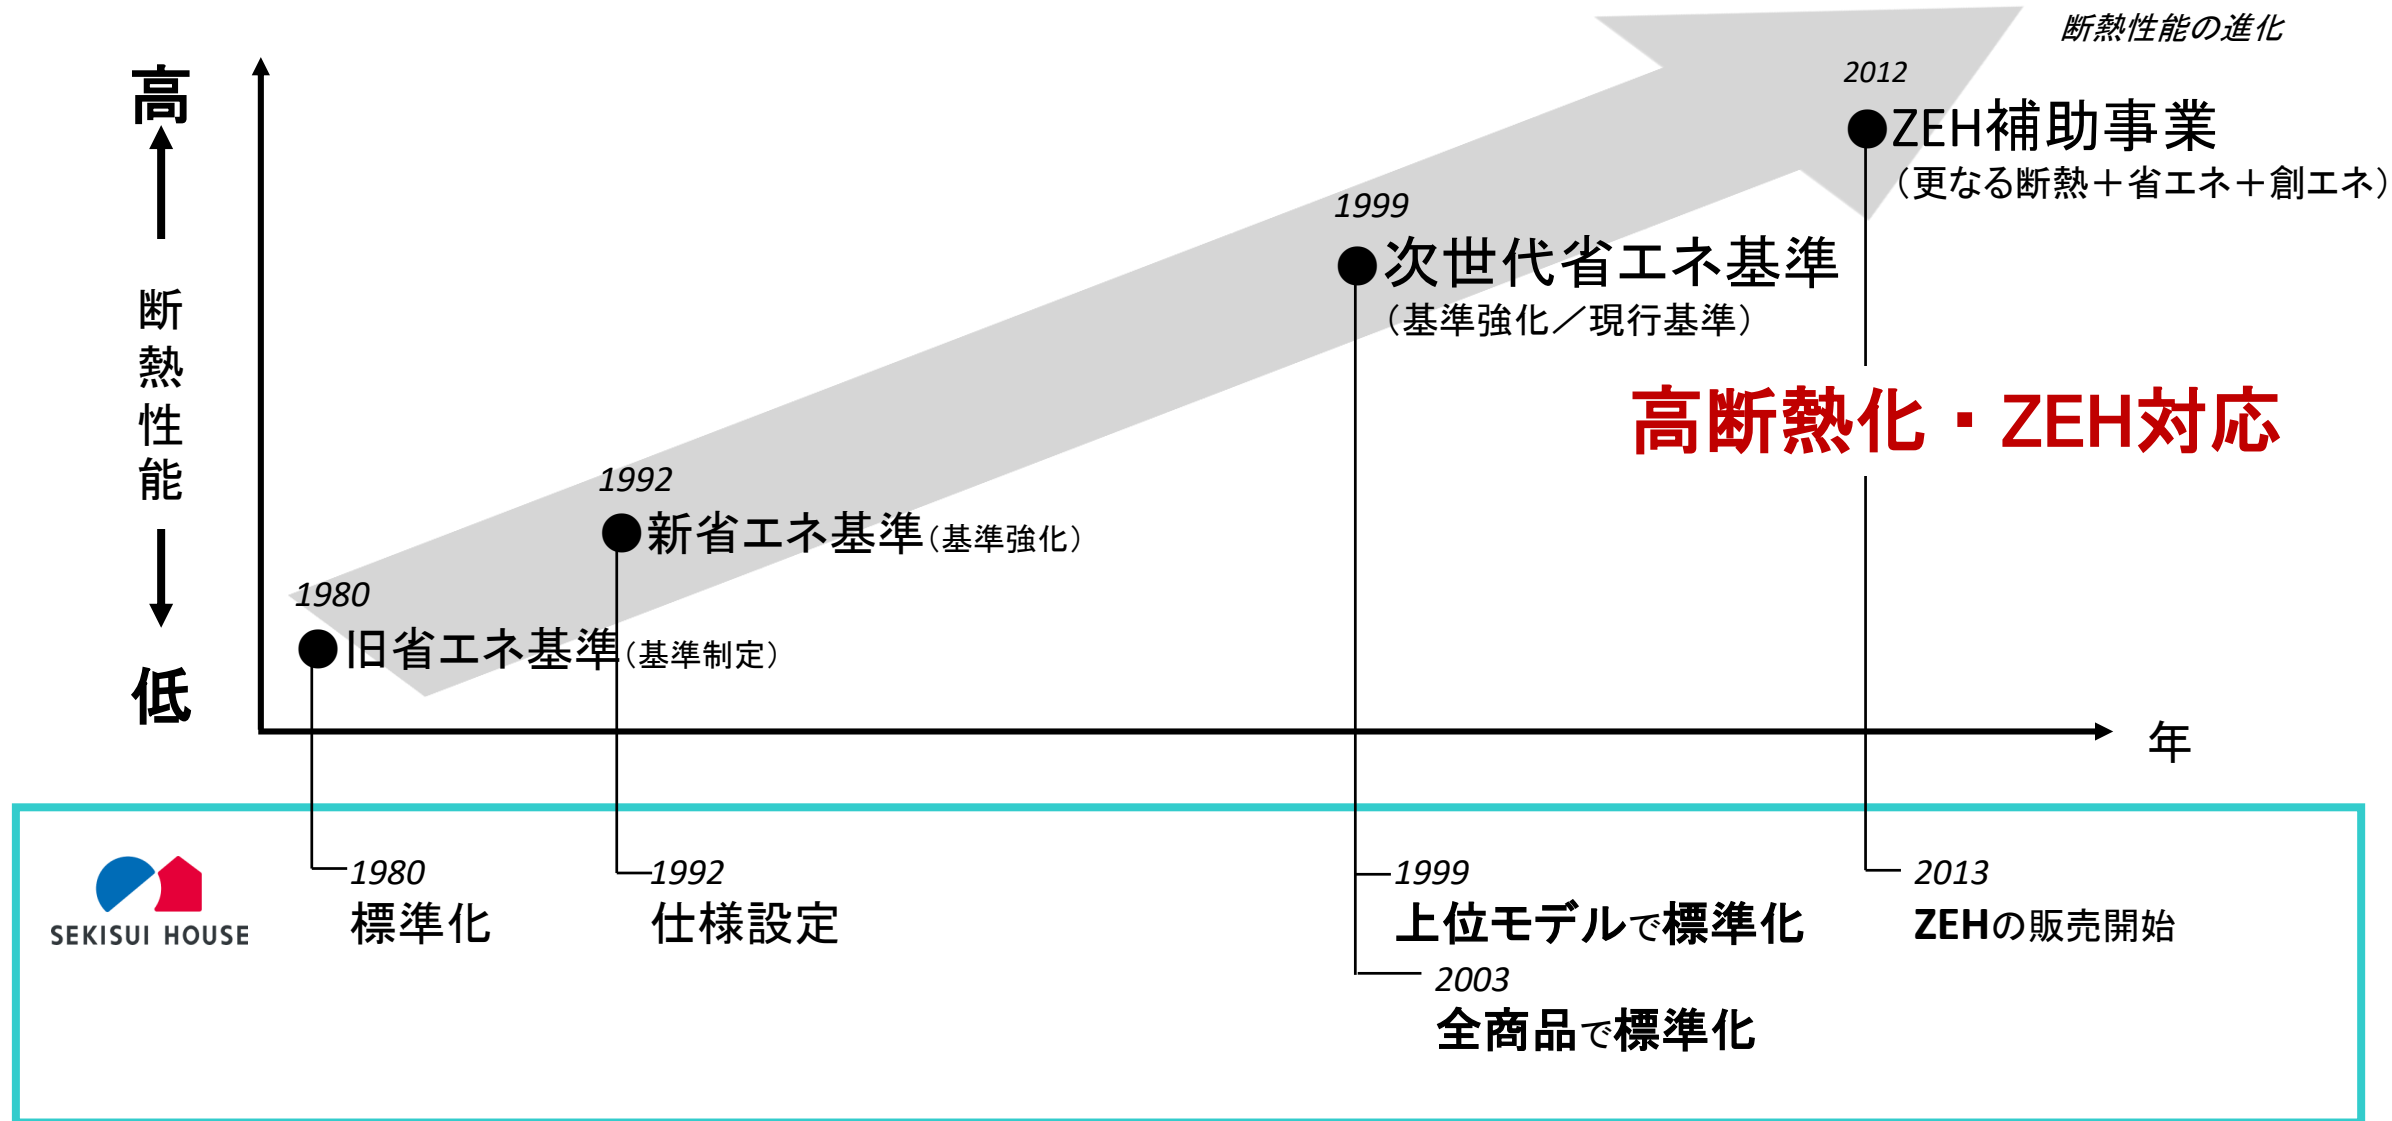 断熱性能の進化
高
断熱性能
低
2012
ZEH補助事業
（更なる断熱＋省エネ＋創エネ）
1999
次世代省エネ基準
（基準強化／現行基準）
高断熱化・ZEH対応
1992
新省エネ基準（基準強化）
1980
旧省エネ基準（基準制定）
年
SEKISUI HOUSE
1980
標準化
1992
仕様設定
1999
上位モデルで標準化
2003
全商品で標準化
2013
ZEHの販売開始